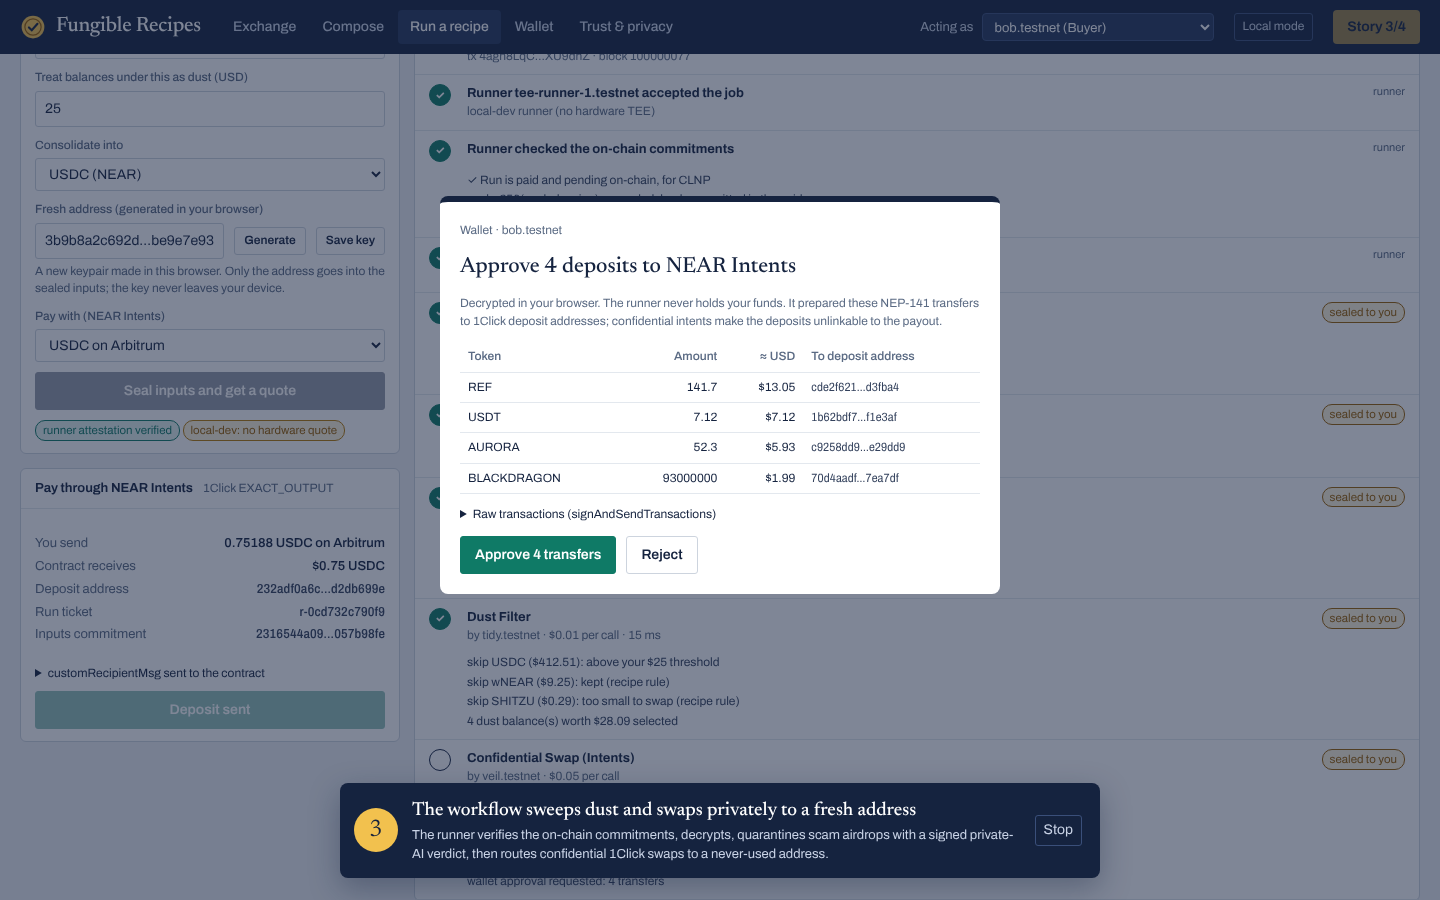 Fungible Recipes
Exchange
Compose
Run a recipe
Wallet
Trust & privacy
Acting as
bob.testnet (Buyer)
Local mode
Story 3/4
Treat balances under this as dust (USD)
25
Consolidate into
USDC (NEAR)
Fresh address (generated in your browser)
3b9b8a2c692d...be9e7e93
Generate
Save key
A new keypair made in this browser. Only the address goes into the
sealed inputs; the key never leaves your device.
Pay with (NEAR Intents)
USDC on Arbitrum
Seal inputs and get a quote
runner attestation verified
local-dev: no hardware quote
Pay through NEAR Intents 1Click EXACT_OUTPUT
You send 0.75188 USDC on Arbitrum
Contract receives $0.75 USDC
Deposit address 232adf0a6c...d2db699e
Run ticket r-0cd732c790f9
Inputs commitment 2316544a09...057b98fe
customRecipientMsg sent to the contract
Deposit sent
Runner tee-runner-1.testnet accepted the job
runner
local-dev runner (no hardware TEE)
Runner checked the on-chain commitments
runner
✓ Run is paid and pending on-chain, for CLNP
runner
sealed to you
sealed to you
sealed to you
Wallet · bob.testnet
Approve 4 deposits to NEAR Intents
Decrypted in your browser. The runner never holds your funds. It prepared these NEP-141 transfers
to 1Click deposit addresses; confidential intents make the deposits unlinkable to the payout.
Token Amount ≈ USD To deposit address
REF 141.7 $13.05 cde2f621...d3fba4
USDT 7.12 $7.12 1b62bdf7...f1e3af
AURORA 52.3 $5.93 c9258dd9...e29dd9
BLACKDRAGON 93000000 $1.99 70d4aadf...7ea7df
Raw transactions (signAndSendTransactions)
Approve 4 transfers
Reject
Dust Filter
sealed to you
by tidy.testnet · $0.01 per call · 15 ms
skip USDC ($412.51): above your $25 threshold
skip wNEAR ($9.25): kept (recipe rule)
skip SHITZU ($0.29): too small to swap (recipe rule)
4 dust balance(s) worth $28.09 selected
Confidential Swap (Intents)
sealed to you
by veil.testnet · $0.05 per call
3
The workflow sweeps dust and swaps privately to a fresh address
The runner verifies the on-chain commitments, decrypts, quarantines scam airdrops with a signed private-
AI verdict, then routes confidential 1Click swaps to a never-used address.
Stop
wallet approval requested: 4 transfers